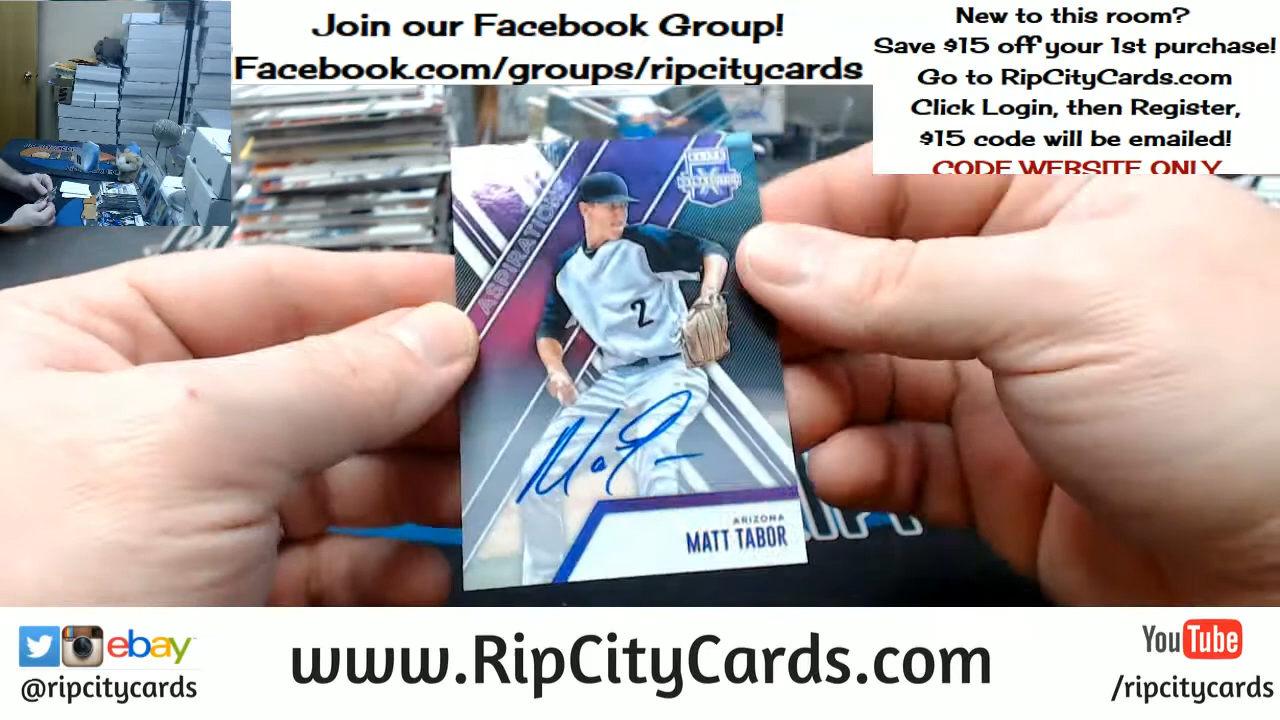 Join our Facebook Group!
Facebook.com/groups/ripcitycards
New to this room?
Save $15 off your 1st purchase!
Go to RipCityCards.com
Click Login, then Register,
$15 code will be emailed!
CODE WEBSITE ONLY
ASPIRATIONS
2
ARIZONA
MATT TABOR
ebay
@ripcitycards
www.RipCityCards.com
YouTube
/ripcitycards